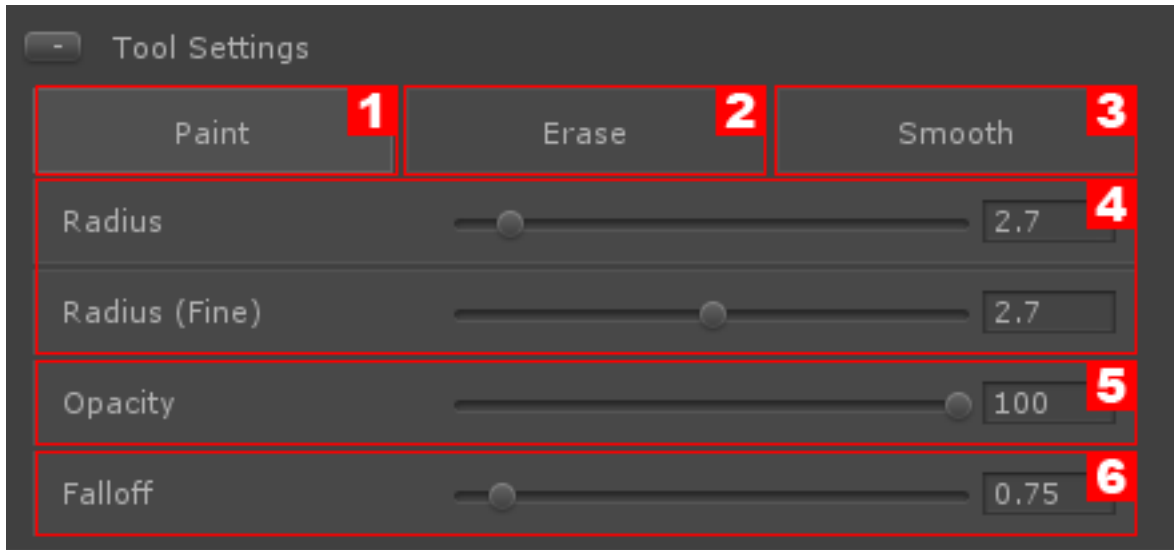 - Tool Settings
Paint 1 Erase 2 Smooth 3
Radius 2.7 4
Radius (Fine) 2.7
Opacity 100 5
Falloff 0.75 6